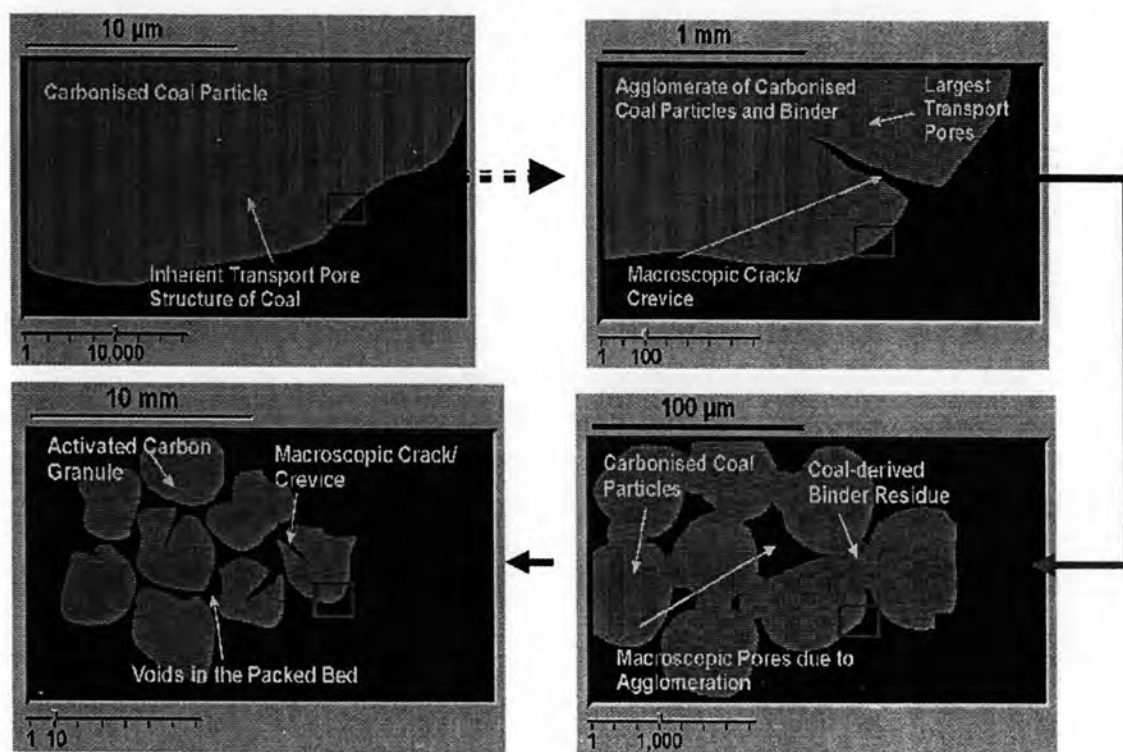 10 µm
Carbonised Coal Particle
Inherent Transport Pore
Structure of Coal
1 10,000
1 mm
Agglomerate of Carbonised
Coal Particles and Binder
Largest
Transport
Pores
Macroscopic Crack/
Crevice
1 100
10 mm
Activated Carbon
Granule
Macroscopic Crack/
Crevice
Voids in the Packed Bed
1 10
100 µm
Carbonised Coal
Particles
Coal-derived
Binder Residue
Macroscopic Pores due to
Agglomeration
1 1,000